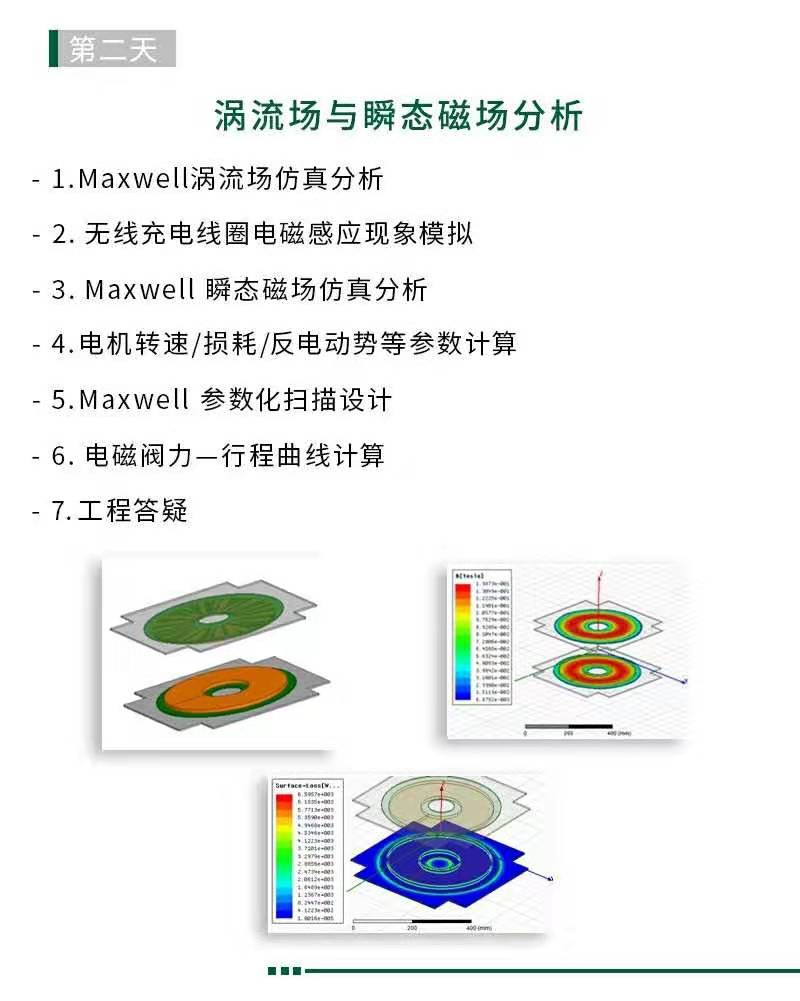 第二天
涡流场与瞬态磁场分析
- 1.Maxwell涡流场仿真分析
- 2. 无线充电线圈电磁感应现象模拟
- 3. Maxwell 瞬态磁场仿真分析
- 4.电机转速/损耗/反电动势等参数计算
- 5.Maxwell 参数化扫描设计
- 6. 电磁阀力—行程曲线计算
- 7.工程答疑
B[tesla]
0 200 400 (mm)
Surface-Loss[W...
0 200 400 (mm)